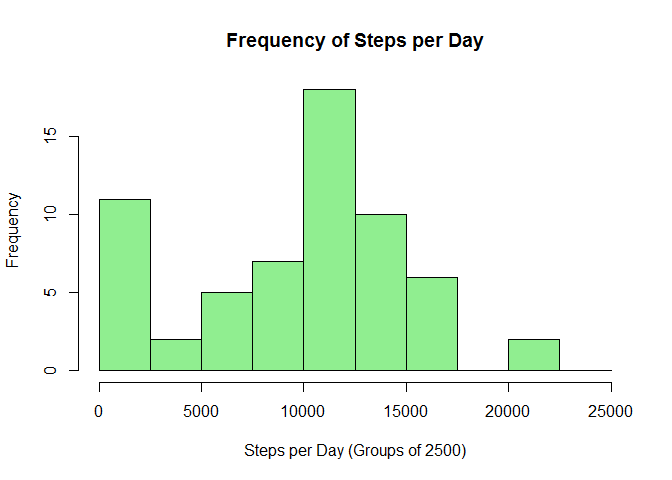 Frequency of Steps per Day
Frequency
15
10
5
0
0 5000 10000 15000 20000 25000
Steps per Day (Groups of 2500)